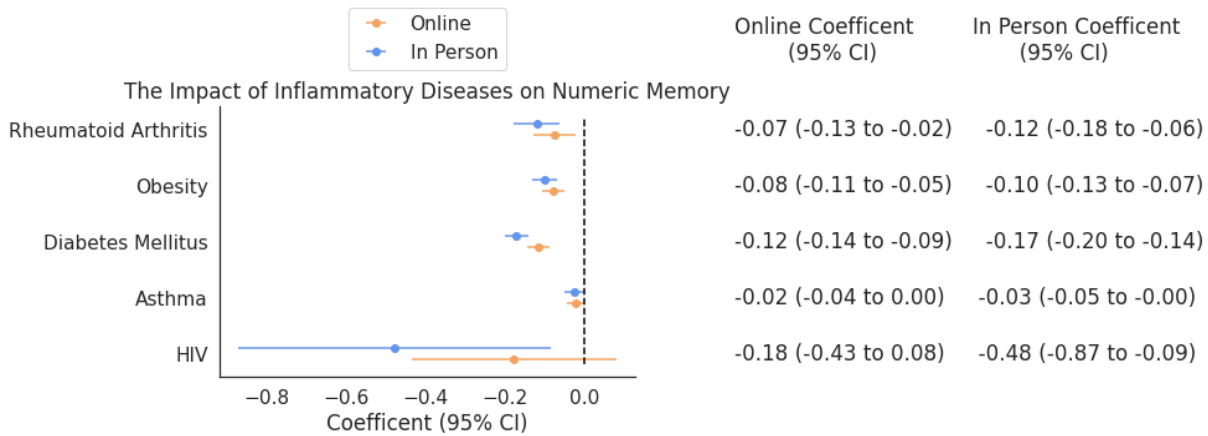 Online
In Person
Online Coefficent
(95% CI)
In Person Coefficent
(95% CI)
The Impact of Inflammatory Diseases on Numeric Memory
Rheumatoid Arthritis
-0.07 (-0.13 to -0.02)
-0.12 (-0.18 to -0.06)
Obesity
-0.08 (-0.11 to -0.05)
-0.10 (-0.13 to -0.07)
Diabetes Mellitus
-0.12 (-0.14 to -0.09)
-0.17 (-0.20 to -0.14)
Asthma
-0.02 (-0.04 to 0.00)
-0.03 (-0.05 to -0.00)
HIV
-0.18 (-0.43 to 0.08)
-0.48 (-0.87 to -0.09)
−0.8 −0.6 −0.4 −0.2 0.0
Coefficent (95% CI)